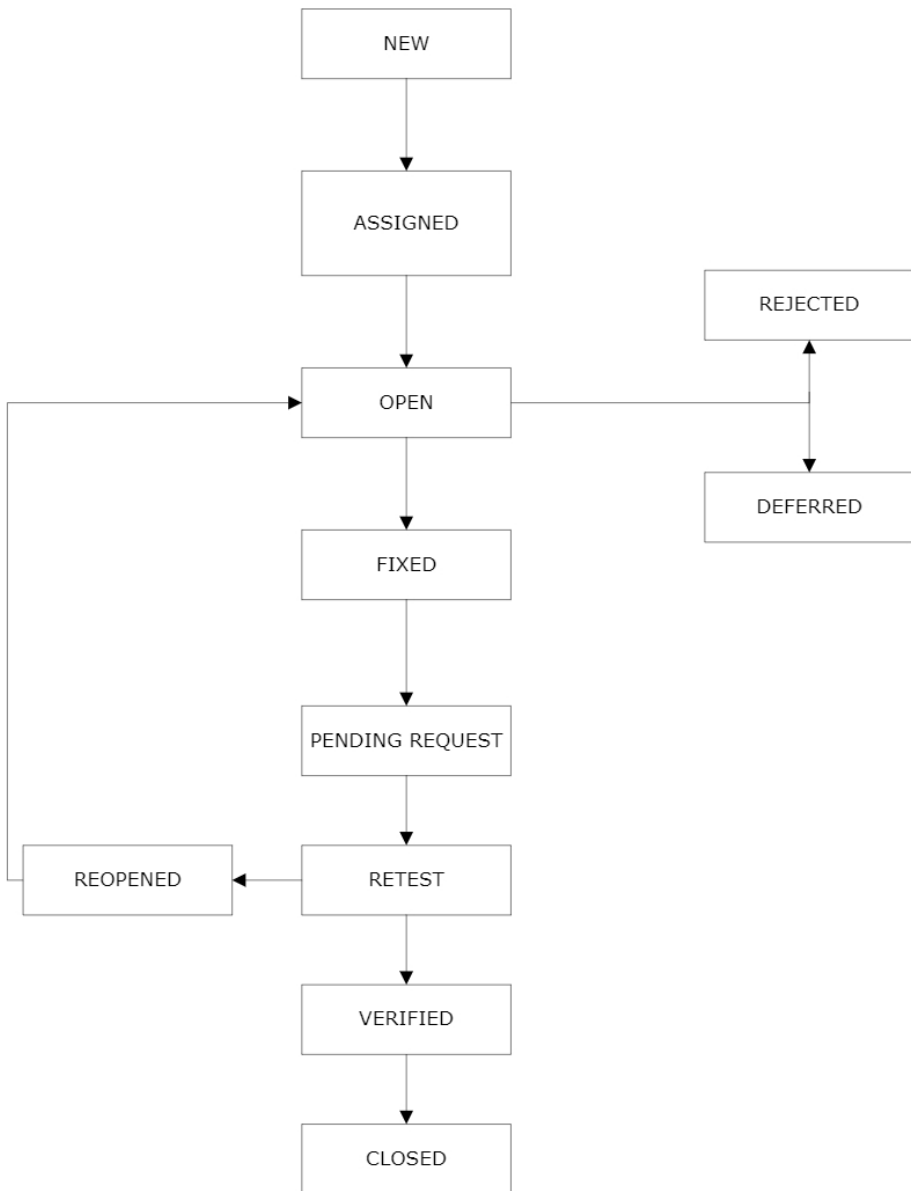 NEW
ASSIGNED
REJECTED
OPEN
DEFERRED
FIXED
PENDING REQUEST
REOPENED
RETEST
VERIFIED
CLOSED